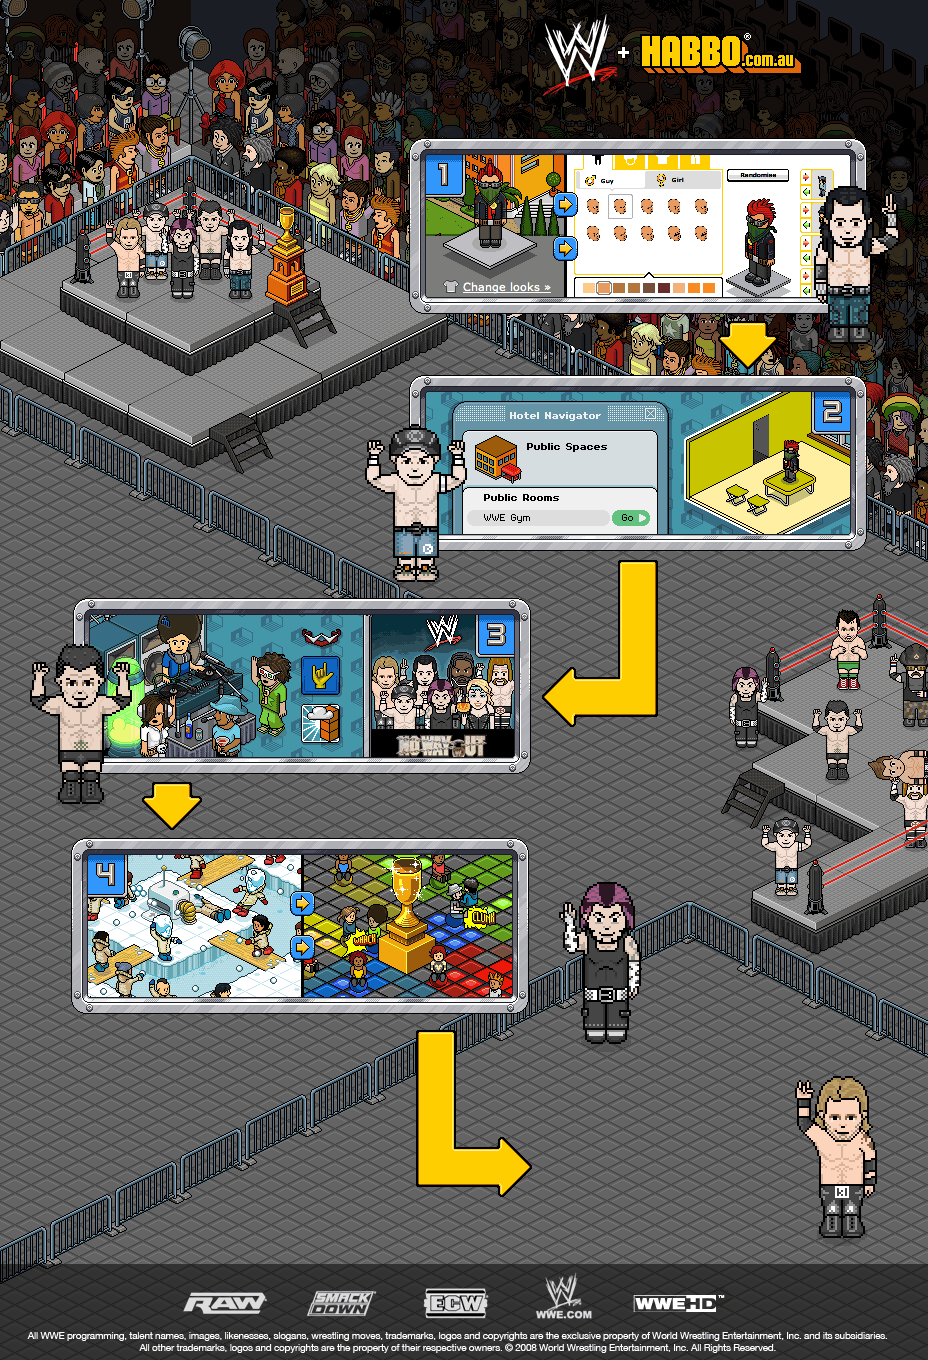 W + HABBO®.com.au
1
Guy
Girl
Randomise
Change looks »
2
Hotel Navigator
Public Spaces
Public Rooms
WWE Gym
Go
3
W
NO WAY OUT
4
WHACK
CLUNK
RAW
SMACK DOWN
ECW
WWE.COM
WWE HD™
All WWE programming, talent names, images, likenesses, slogans, wrestling moves, trademarks, logos and copyrights are the exclusive property of World Wrestling Entertainment, Inc. and its subsidiaries.
All other trademarks, logos and copyrights are the property of their respective owners. © 2008 World Wrestling Entertainment, Inc. All Rights Reserved.